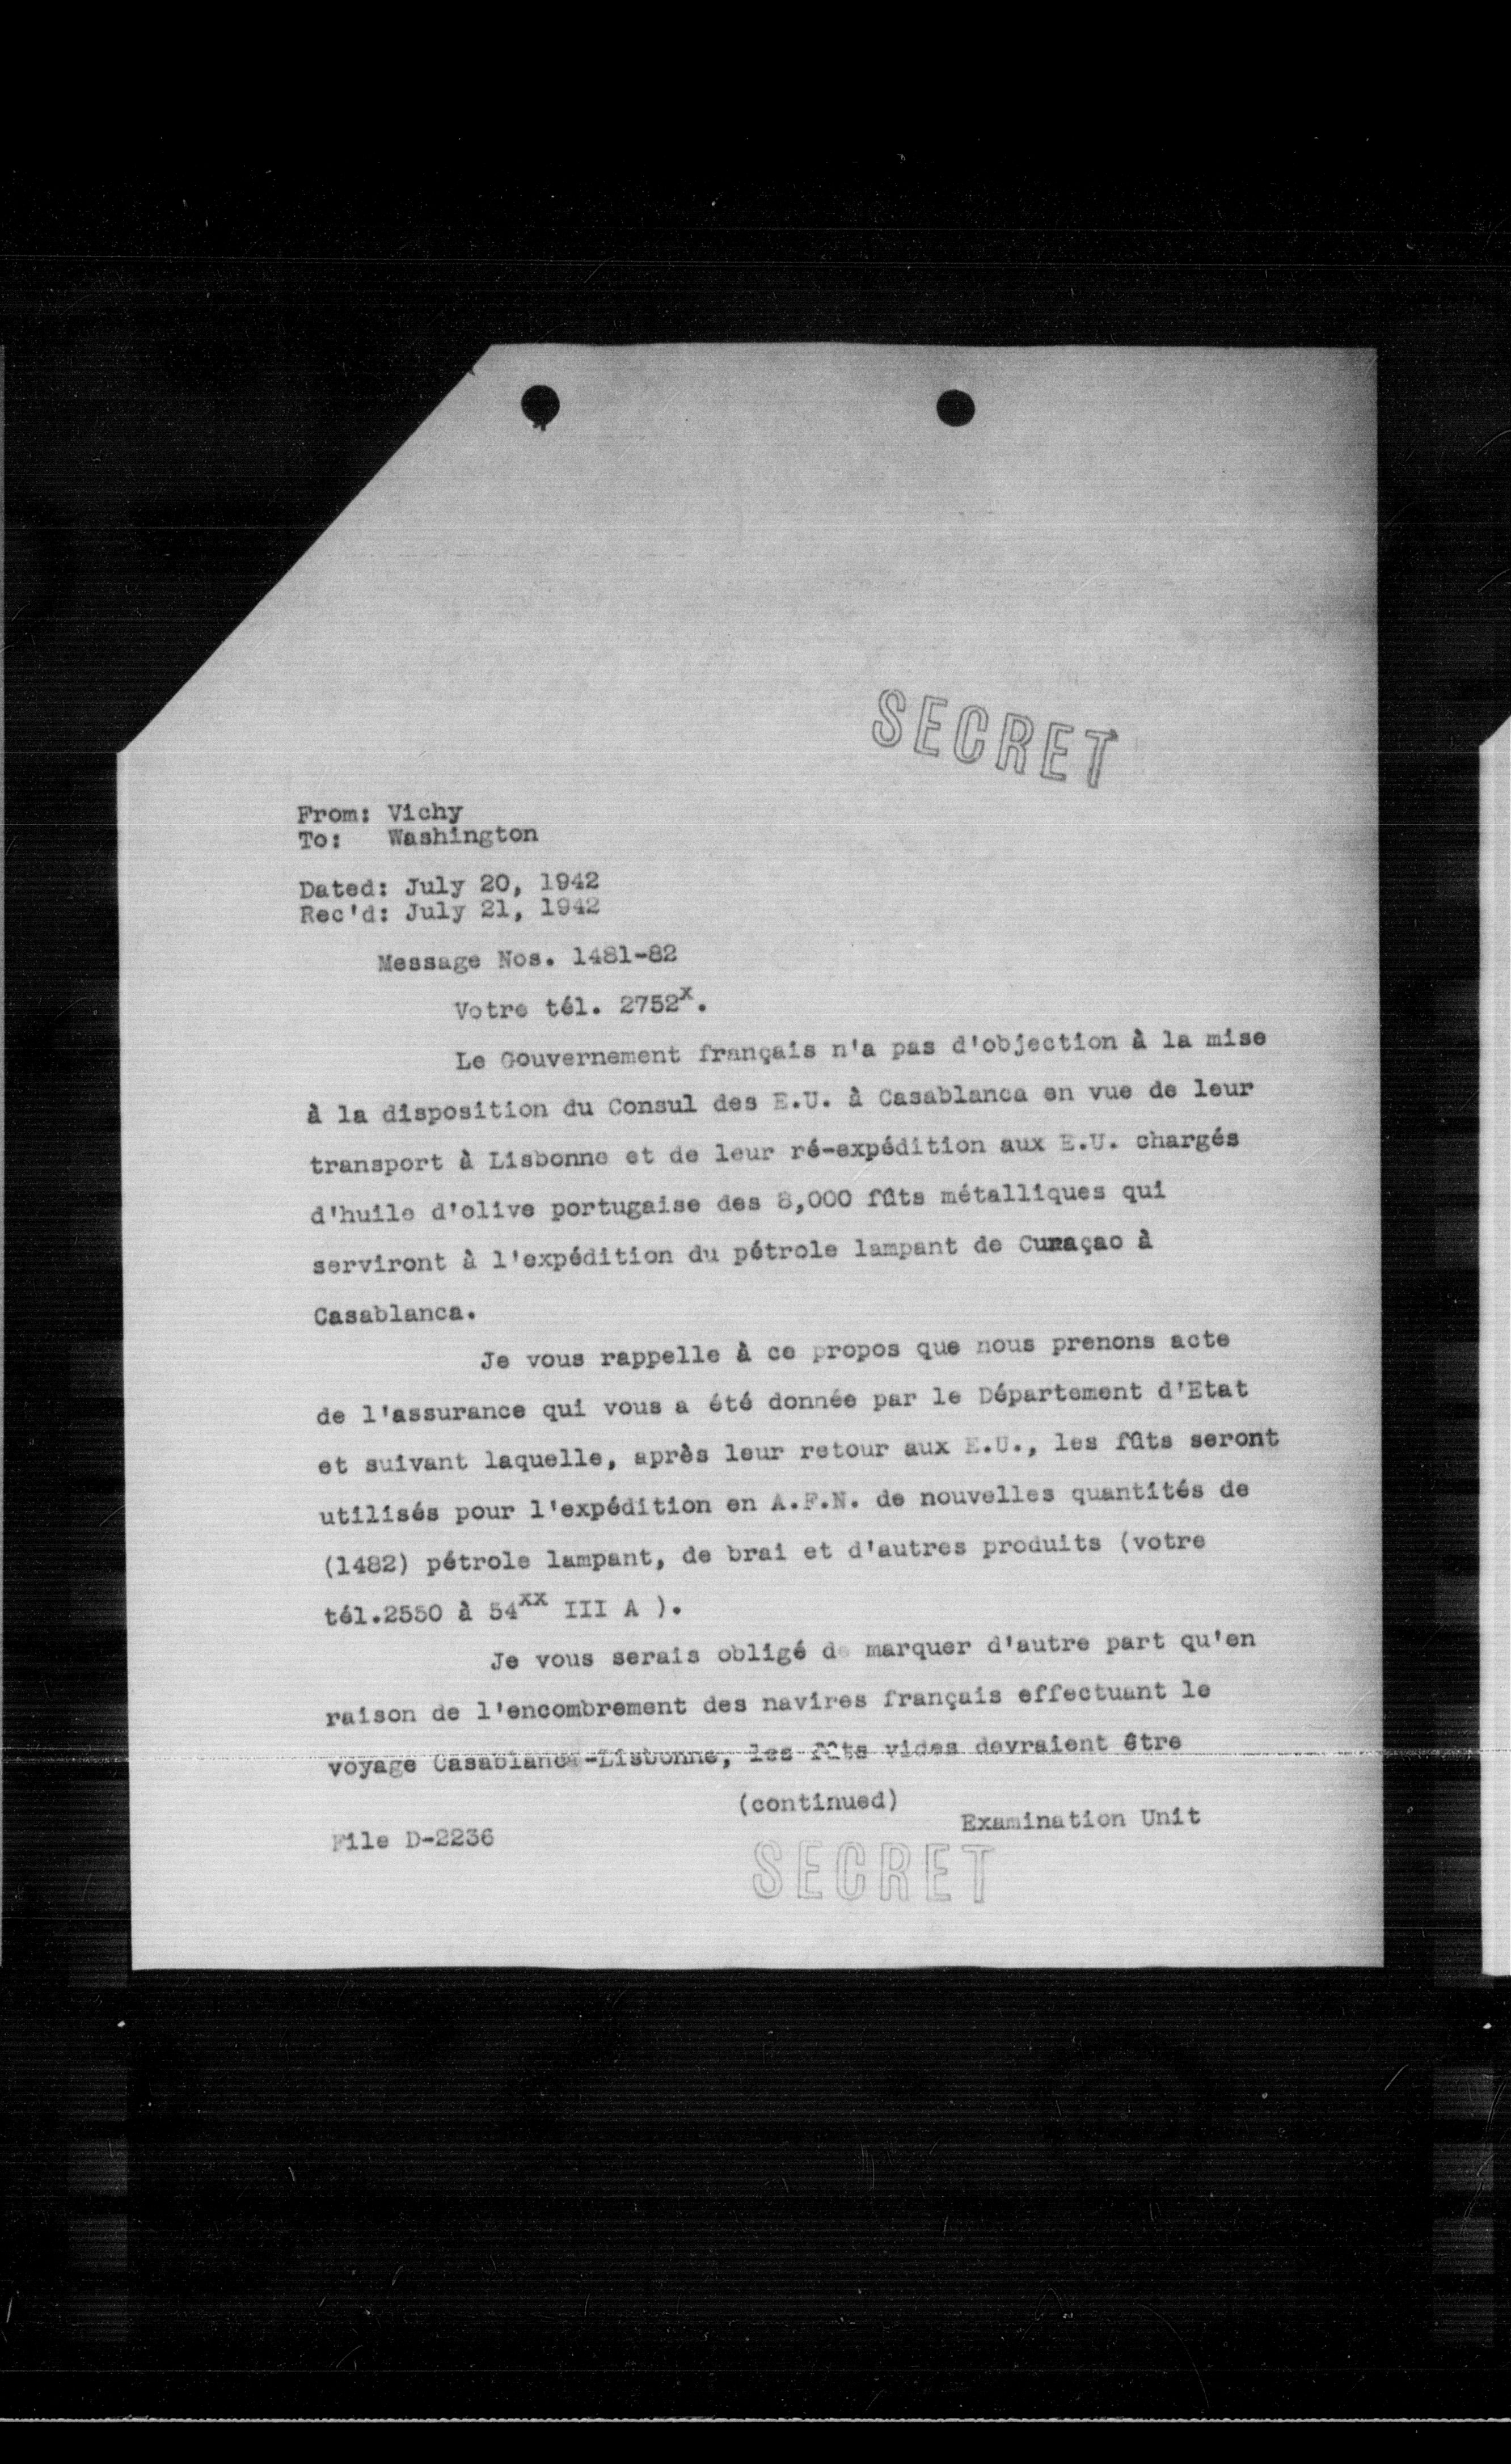 SECRET
From: Vichy
To: Washington
Dated: July 20, 1942
Rec'd: July 21, 1942
Message Nos. 1481-82
Votre tél. 2752x.
Le Gouvernement français n'a pas d'objection à la mise
à la disposition du Consul des E.U. à Casablanca en vue de leur
transport à Lisbonne et de leur ré-expédition aux E.U. chargés
d'huile d'olive portugaise des 8,000 fûts métalliques qui
serviront à l'expédition du pétrole lampant de Curaçao à
Casablanca.
Je vous rappelle à ce propos que nous prenons acte
de l'assurance qui vous a été donnée par le Département d'Etat
et suivant laquelle, après leur retour aux E.U., les fûts seront
utilisés pour l'expédition en A.F.N. de nouvelles quantités de
(1482) pétrole lampant, de brai et d'autres produits (votre
tél.2550 à 54xx III A ).
Je vous serais obligé de marquer d'autre part qu'en
raison de l'encombrement des navires français effectuant le
voyage Casablanca-Lisbonne, les fûts vides devraient être
(continued)
Examination Unit
File D-2236
SECRET